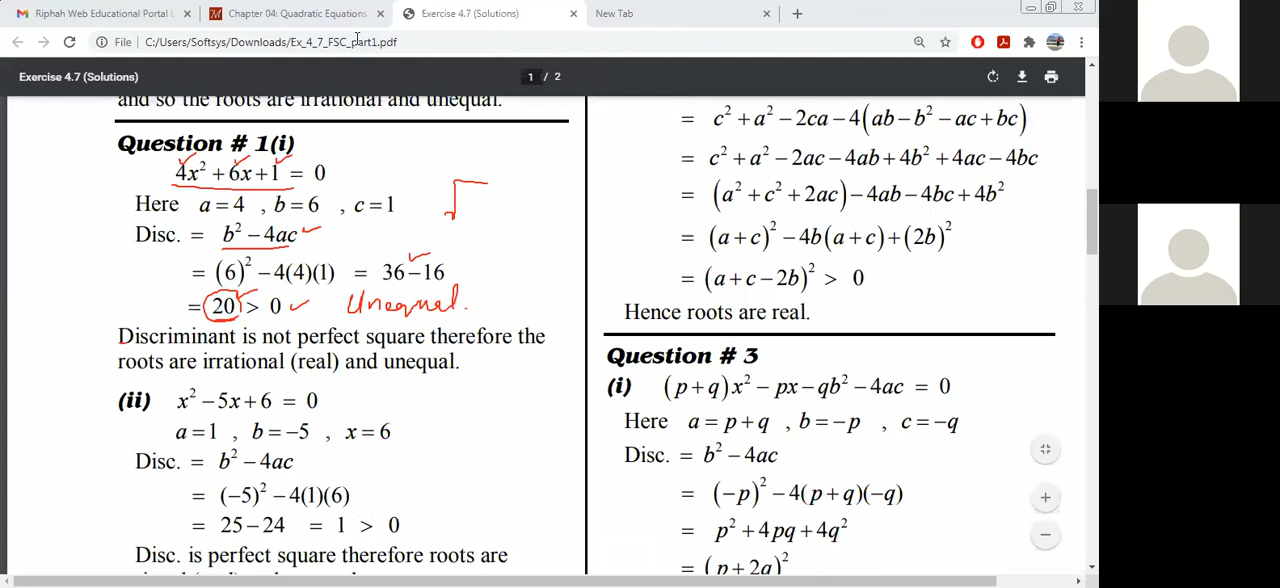 Riphah Web Educational Portal L
Chapter 04: Quadratic Equations
Exercise 4.7 (Solutions)
New Tab
File
C:/Users/Softsys/Downloads/Ex_4_7_FSC_part1.pdf
Exercise 4.7 (Solutions)
1 / 2
and so the roots are irrational and unequal.
Question # 1(i)
4x² + 6x + 1 = 0
Here a = 4 , b = 6 , c = 1
Disc. = b² − 4ac
= (6)² − 4(4)(1) = 36 − 16
= 20 > 0 Unequal.
Discriminant is not perfect square therefore the
roots are irrational (real) and unequal.
(ii) x² − 5x + 6 = 0
a = 1 , b = −5 , x = 6
Disc. = b² − 4ac
= (−5)² − 4(1)(6)
= 25 − 24 = 1 > 0
Disc. is perfect square therefore roots are
= c² + a² − 2ca − 4(ab − b² − ac + bc)
= c² + a² − 2ac − 4ab + 4b² + 4ac − 4bc
= (a² + c² + 2ac) − 4ab − 4bc + 4b²
= (a + c)² − 4b(a + c) + (2b)²
= (a + c − 2b)² > 0
Hence roots are real.
Question # 3
(i) (p + q)x² − px − qb² − 4ac = 0
Here a = p + q , b = −p , c = −q
Disc. = b² − 4ac
= (−p)² − 4(p + q)(−q)
= p² + 4pq + 4q²
= (p + 2q)²